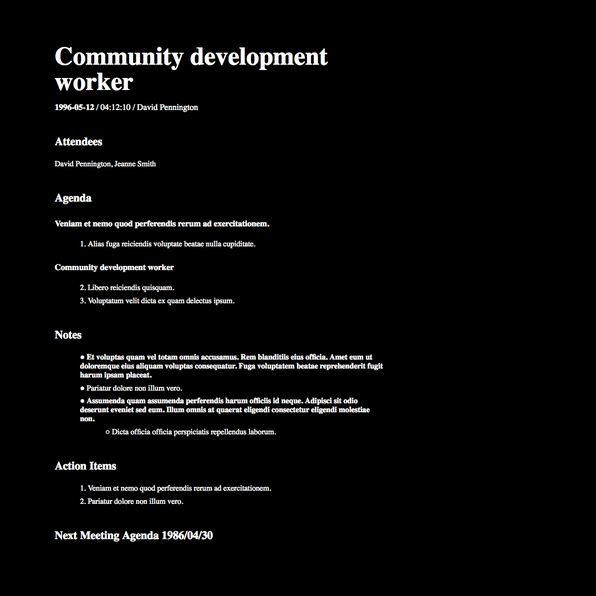 Community development
worker
1996-05-12 / 04:12:10 / David Pennington
Attendees
David Pennington, Jeanne Smith
Agenda
Veniam et nemo quod perferendis rerum ad exercitationem.
1. Alias fuga reiciendis voluptate beatae nulla cupiditate.
Community development worker
2. Libero reiciendis quisquam.
3. Voluptatum velit dicta ex quam delectus ipsum.
Notes
● Et voluptas quam vel totam omnis accusamus. Rem blanditiis eius officia. Amet eum ut
doloremque eius aliquam voluptas consequatur. Fuga voluptatem beatae reprehenderit fugit
harum ipsam placeat.
● Pariatur dolore non illum vero.
● Assumenda quam assumenda perferendis harum officiis id neque. Adipisci sit odio
deserunt eveniet sed eum. Illum omnis at quaerat eligendi consectetur eligendi molestiae
non.
○ Dicta officia officia perspiciatis repellendus laborum.
Action Items
1. Veniam et nemo quod perferendis rerum ad exercitationem.
2. Pariatur dolore non illum vero.
Next Meeting Agenda 1986/04/30